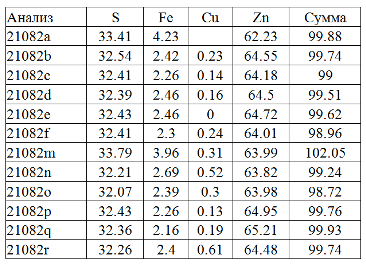 Анализ S Fe Cu Zn Сумма
21082a 33.41 4.23 62.23 99.88
21082b 32.54 2.42 0.23 64.55 99.74
21082c 32.41 2.26 0.14 64.18 99
21082d 32.39 2.46 0.16 64.5 99.51
21082e 32.43 2.46 0 64.72 99.62
21082f 32.41 2.3 0.24 64.01 98.96
21082m 33.79 3.96 0.31 63.99 102.05
21082n 32.21 2.69 0.52 63.82 99.24
21082o 32.07 2.39 0.3 63.98 98.72
21082p 32.43 2.26 0.13 64.95 99.76
21082q 32.36 2.16 0.19 65.21 99.93
21082r 32.26 2.4 0.61 64.48 99.74